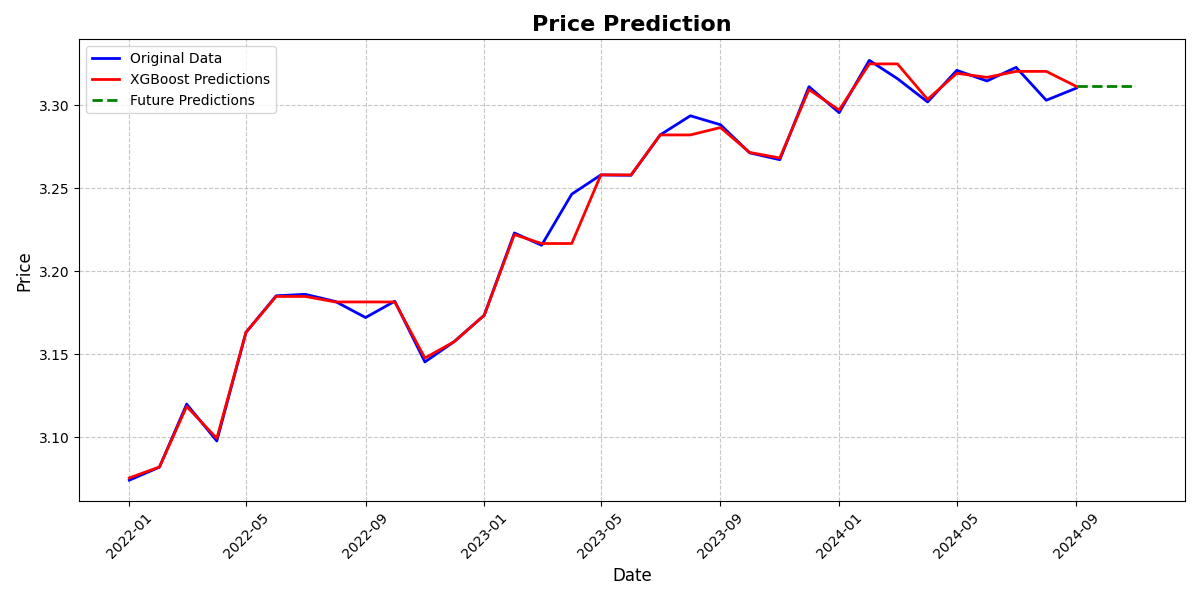 Price Prediction
Original Data
XGBoost Predictions
Future Predictions
Price
3.30
3.25
3.20
3.15
3.10
2022-01
2022-05
2022-09
2023-01
2023-05
2023-09
2024-01
2024-05
2024-09
Date